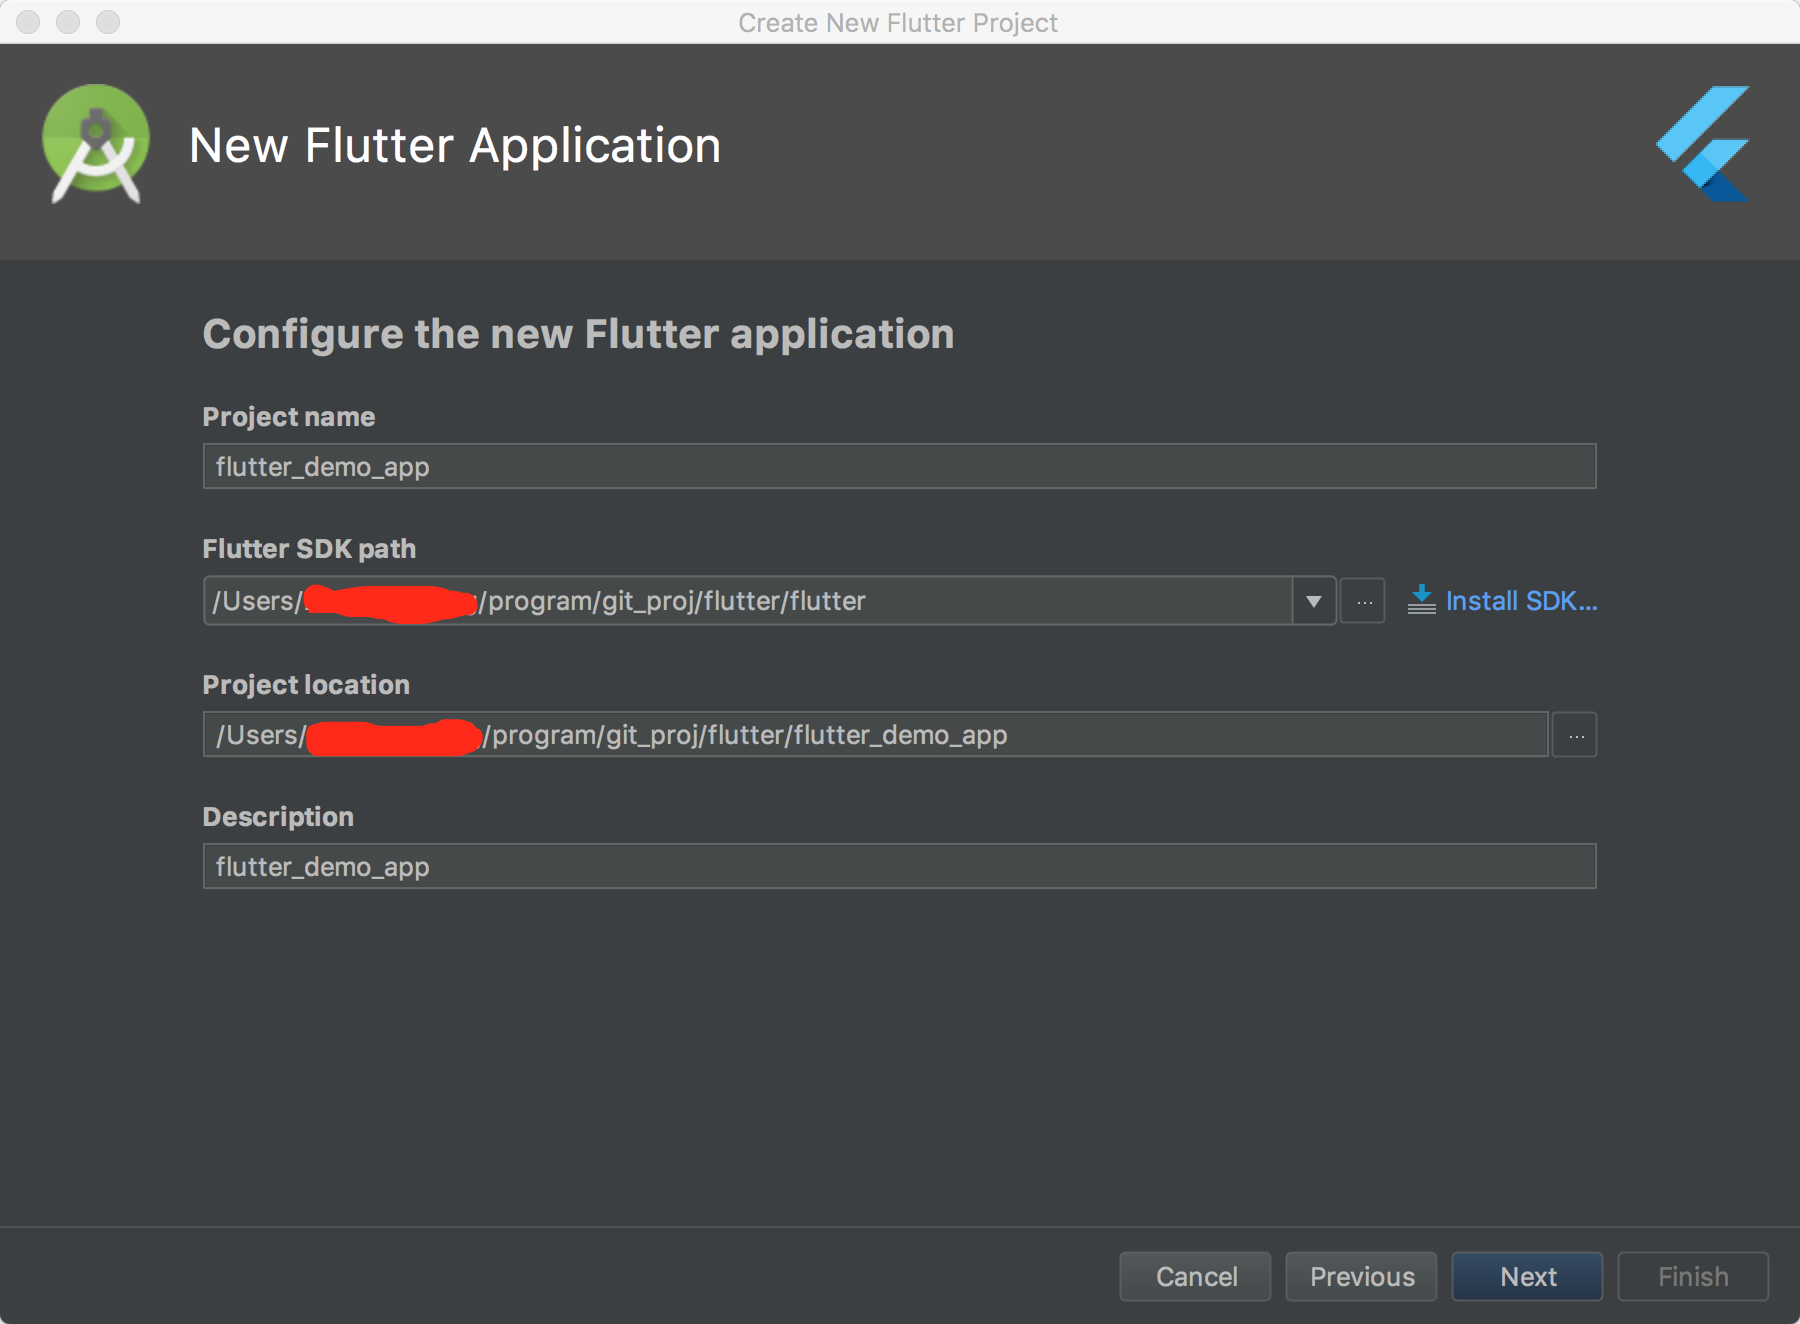 Create New Flutter Project
New Flutter Application
Configure the new Flutter application
Project name
flutter_demo_app
Flutter SDK path
/Users/ /program/git_proj/flutter/flutter
... Install SDK...
Project location
/Users/ /program/git_proj/flutter/flutter_demo_app
...
Description
flutter_demo_app
Cancel Previous Next Finish